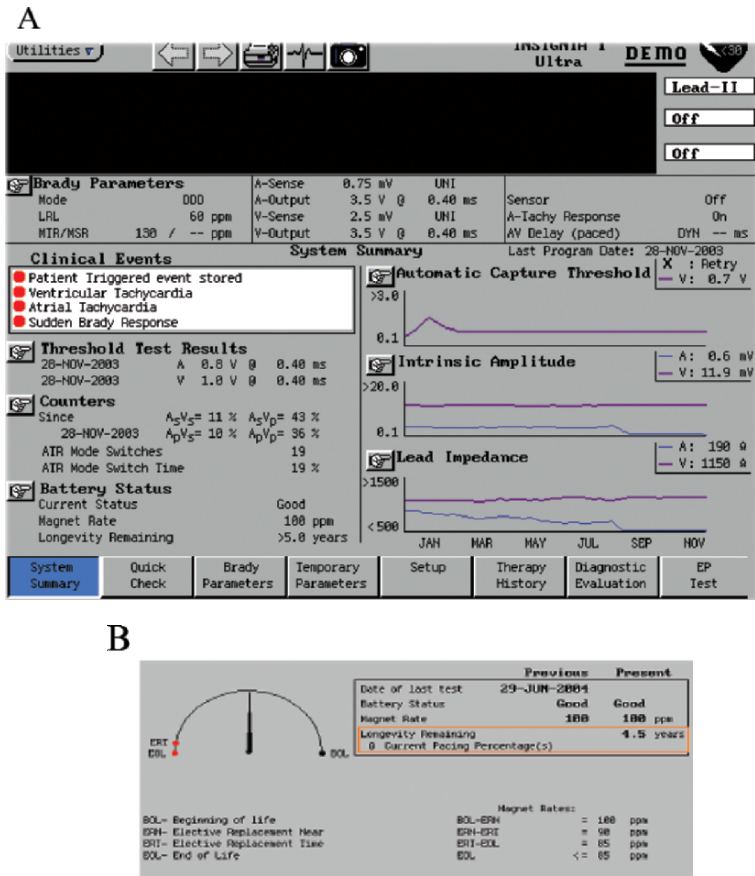 A
Utilities
INSIGNIA I
Ultra
DEMO
<30
Lead-II
Off
Off
Brady Parameters
Mode DDD
LRL 60 ppm
MTR/MSR 130 / -- ppm
A-Sense 0.75 mV UNI
A-Output 3.5 V @ 0.40 ms
V-Sense 2.5 mV UNI
V-Output 3.5 V @ 0.40 ms
Sensor Off
A-Tachy Response On
AV Delay (paced) DYN -- ms
System Summary
Last Program Date: 28-NOV-2003
Clinical Events
Patient Triggered event stored
Ventricular Tachycardia
Atrial Tachycardia
Sudden Brady Response
Threshold Test Results
28-NOV-2003 A 0.8 V @ 0.40 ms
28-NOV-2003 V 1.0 V @ 0.40 ms
Counters
Since AsVs= 11 % AsVp= 43 %
28-NOV-2003 ApVs= 10 % ApVp= 36 %
ATR Mode Switches 19
ATR Mode Switch Time 19 %
Battery Status
Current Status Good
Magnet Rate 100 ppm
Longevity Remaining >5.0 years
Automatic Capture Threshold
X : Retry
V: 0.7 V
>3.0
0.1
Intrinsic Amplitude
A: 0.6 mV
V: 11.9 mV
>20.0
0.1
Lead Impedance
A: 190 Ω
V: 1150 Ω
>1500
<500
JAN MAR MAY JUL SEP NOV
System Summary
Quick Check
Brady Parameters
Temporary Parameters
Setup
Therapy History
Diagnostic Evaluation
EP Test
B
ERT
EOL
BOL
Previous Present
Date of last test 29-JUN-2004
Battery Status Good Good
Magnet Rate 100 100 ppm
Longevity Remaining 4.5 years
@ Current Pacing Percentage(s)
BOL- Beginning of life
ERN- Elective Replacement Near
ERT- Elective Replacement Time
EOL- End of Life
Magnet Rates:
BOL-ERN = 100 ppm
ERN-ERT = 90 ppm
ERT-EOL = 85 ppm
EOL <= 85 ppm